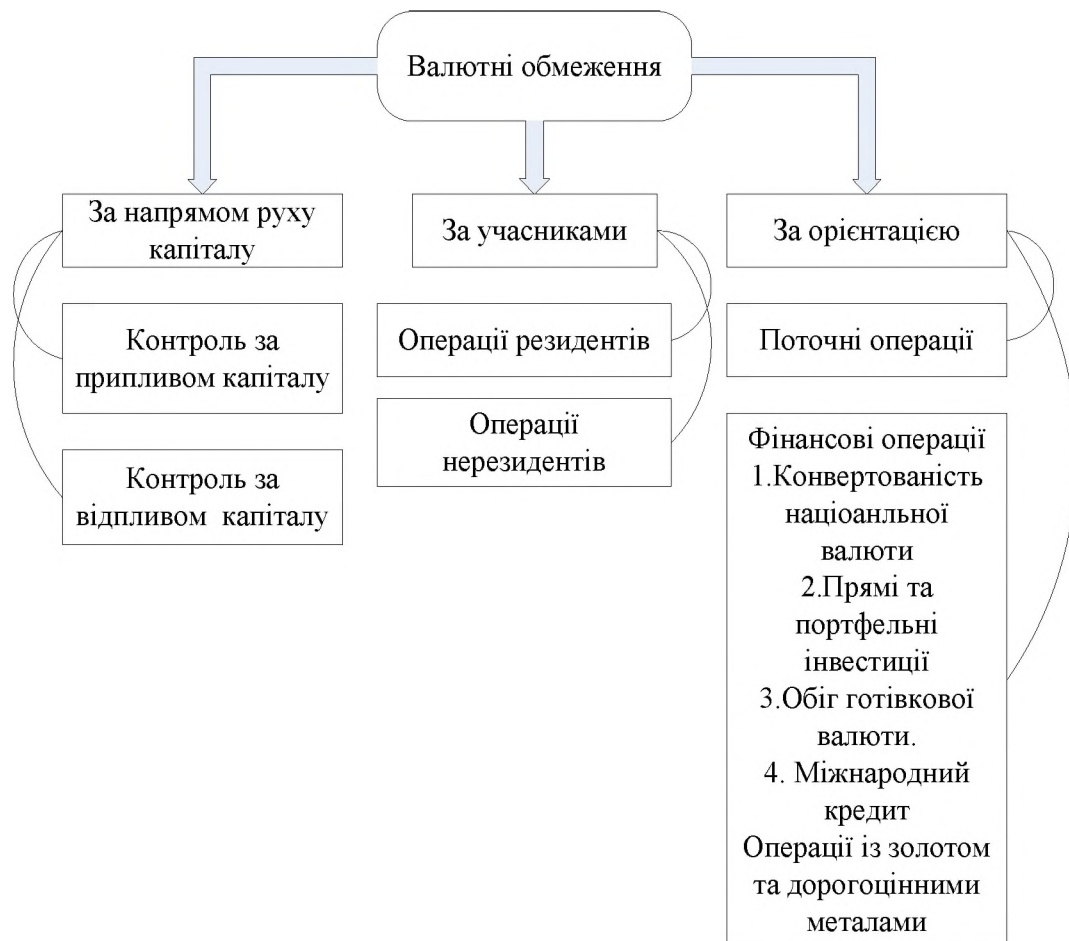 Валютні обмеження
За напрямом руху
капіталу
Контроль за
припливом капіталу
Контроль за
відпливом капіталу
За учасниками
Операції резидентів
Операції
нерезидентів
За орієнтацією
Поточні операції
Фінансові операції
1.Конвертованість
націоанльної
валюти
2.Прямі та
портфельні
інвестиції
3.Обіг готівкової
валюти.
4. Міжнародний
кредит
Операції із золотом
та дорогоцінними
металами